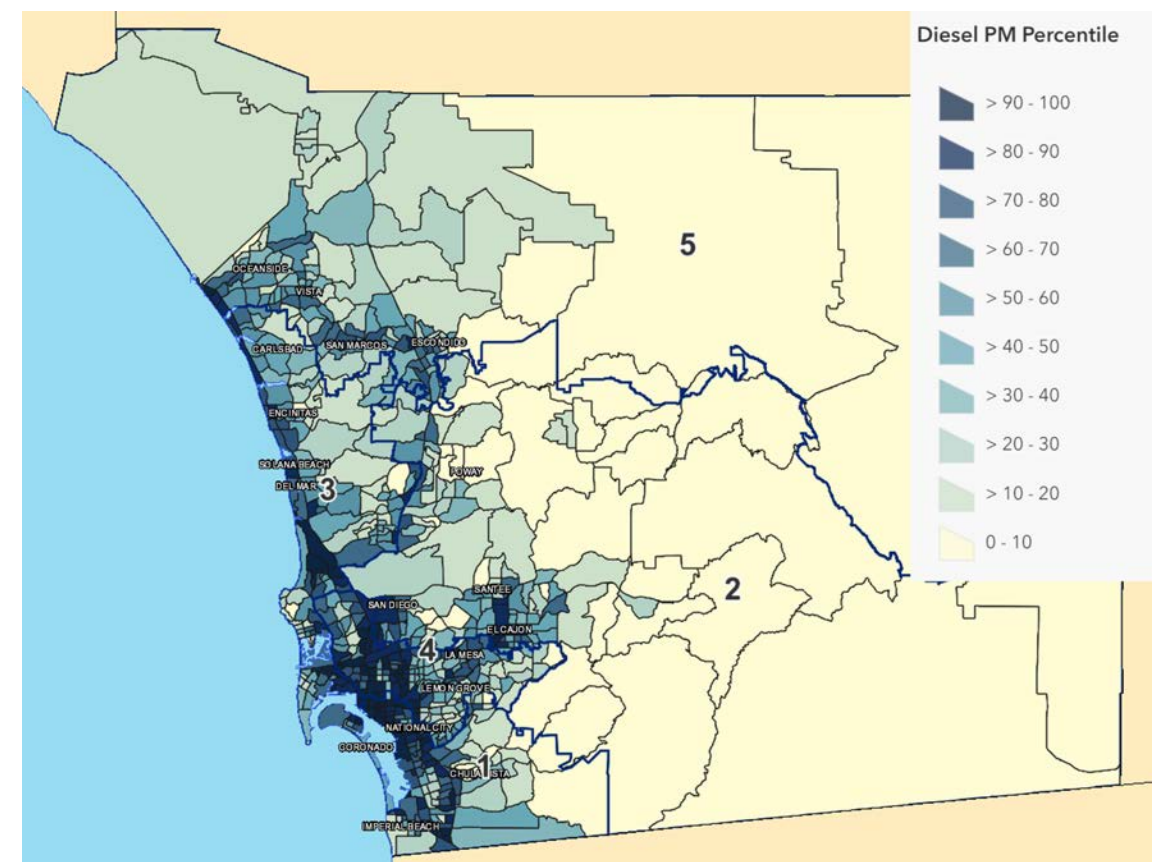 Diesel PM Percentile
> 90 - 100
> 80 - 90
> 70 - 80
> 60 - 70
> 50 - 60
> 40 - 50
> 30 - 40
> 20 - 30
> 10 - 20
0 - 10
5
OCEANSIDE
VISTA
CARLSBAD
SAN MARCOS
ESCONDIDO
ENCINITAS
SOLANA BEACH
POWAY
DEL MAR
3
SANTEE
2
SAN DIEGO
EL CAJON
4
LA MESA
LEMON GROVE
NATIONAL CITY
CORONADO
1
CHULA VISTA
IMPERIAL BEACH